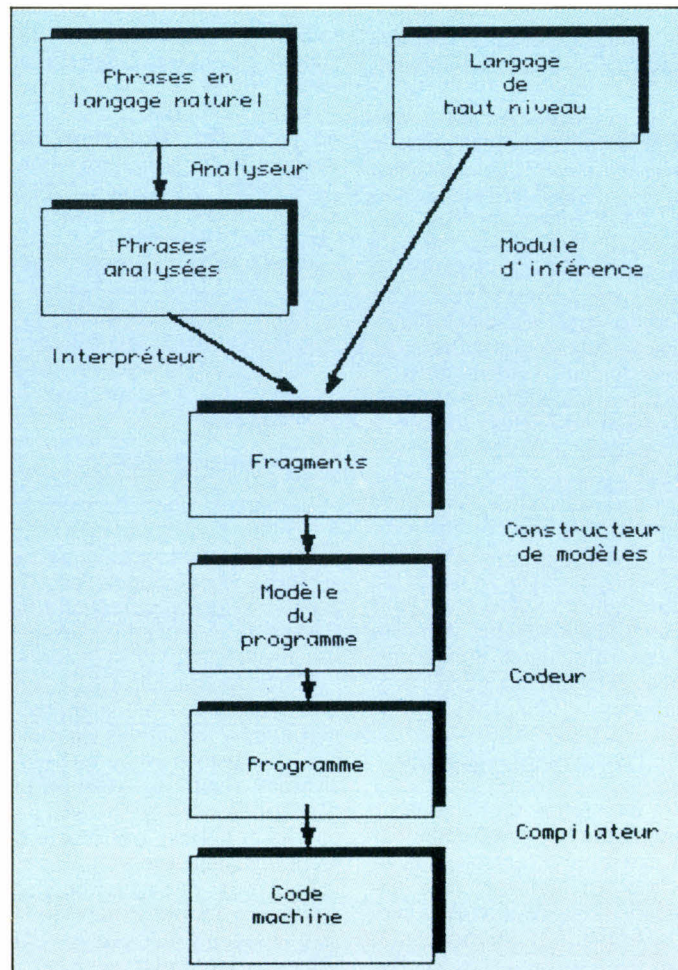 Phrases en
langage naturel
Langage
de
haut niveau
Analyseur
Phrases
analysées
Module
d'inférence
Interpréteur
Fragments
Constructeur
de modèles
Modèle
du
programme
Codeur
Programme
Compilateur
Code
machine